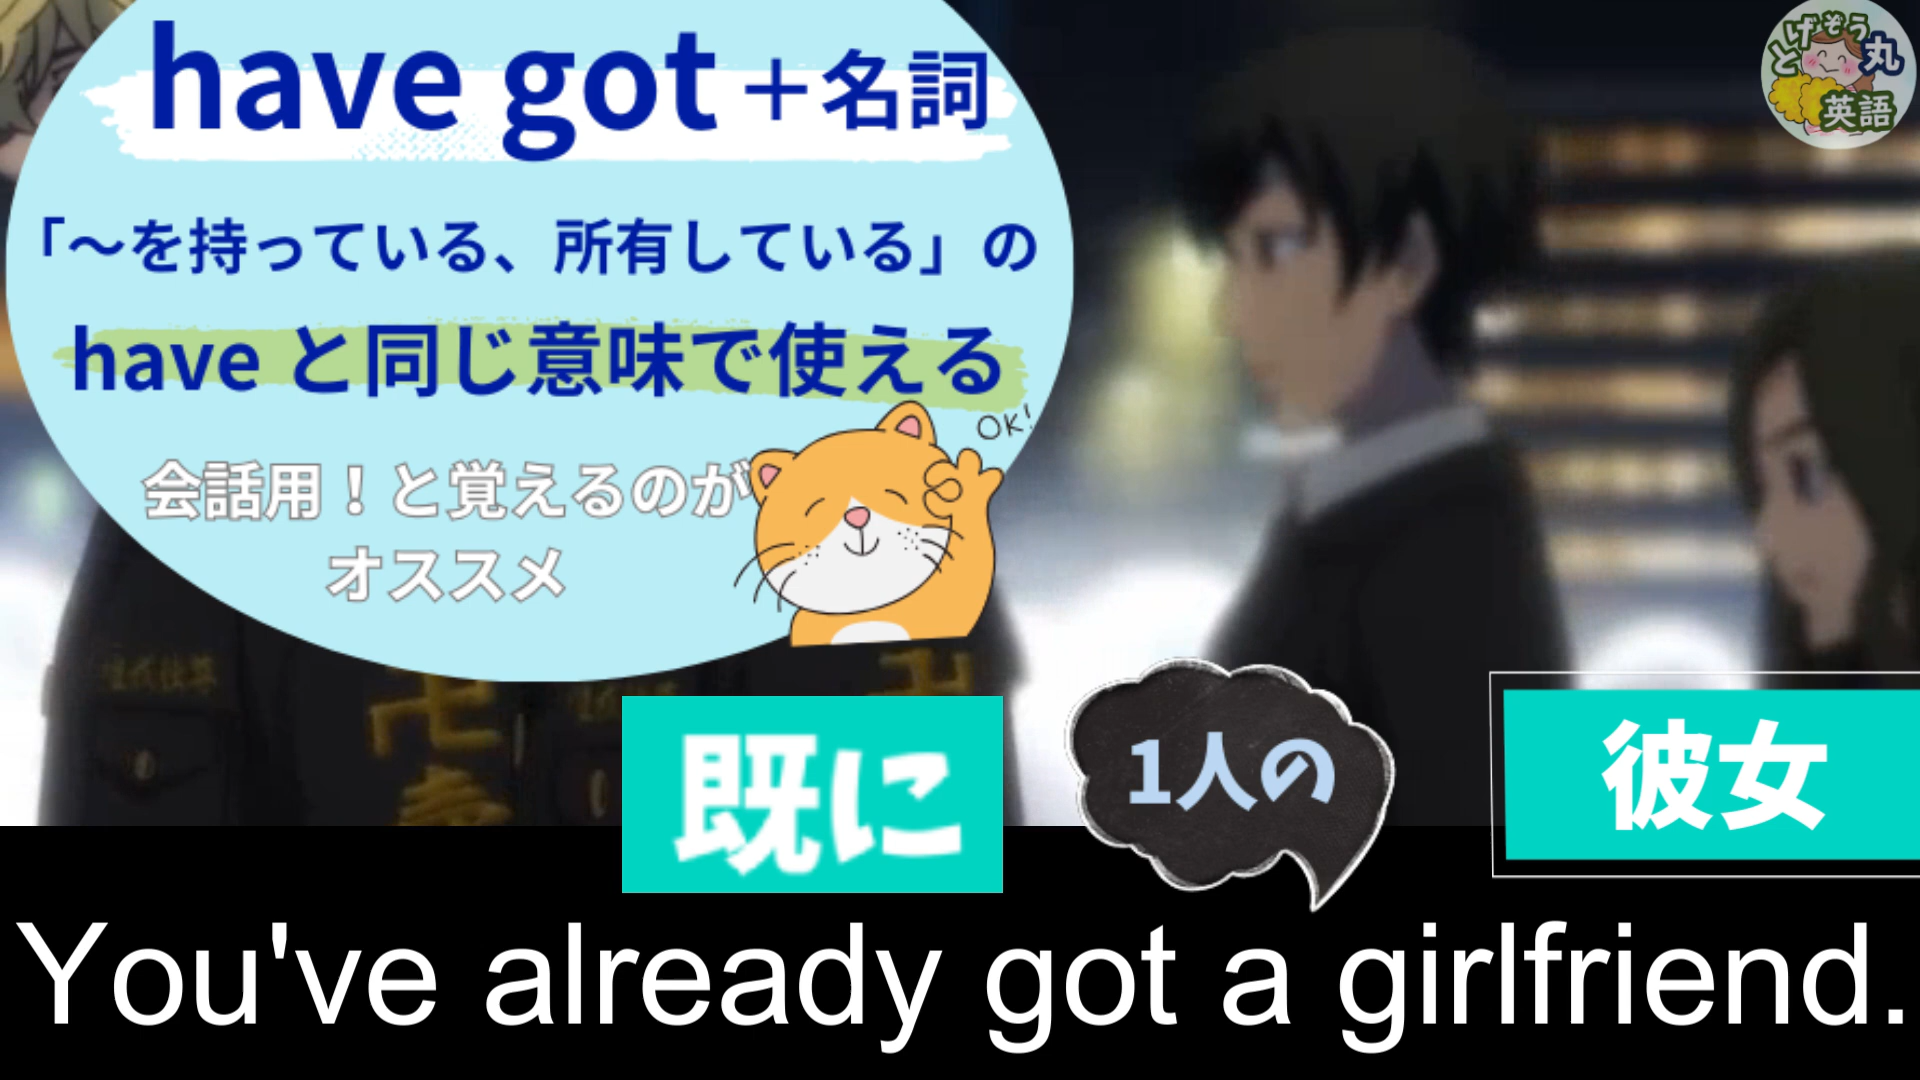 have got＋名詞
「～を持っている、所有している」の
have と同じ意味で使える
OK!
会話用！と覚えるのが
オススメ
とげぞう丸
英語
卍 卍
既に
1人の
彼女
You've already got a girlfriend.